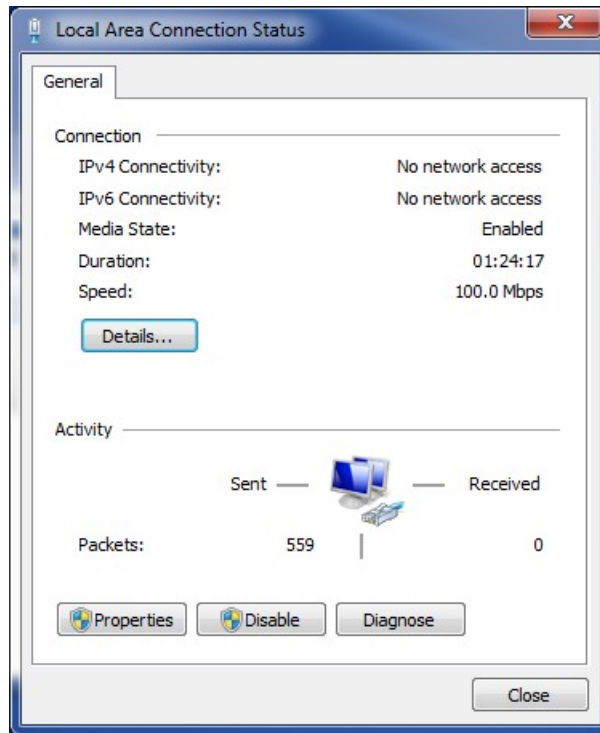 Local Area Connection Status
General
Connection
IPv4 Connectivity: No network access
IPv6 Connectivity: No network access
Media State: Enabled
Duration: 01:24:17
Speed: 100.0 Mbps
Details...
Activity
Sent Received
Packets: 559 0
Properties Disable Diagnose
Close